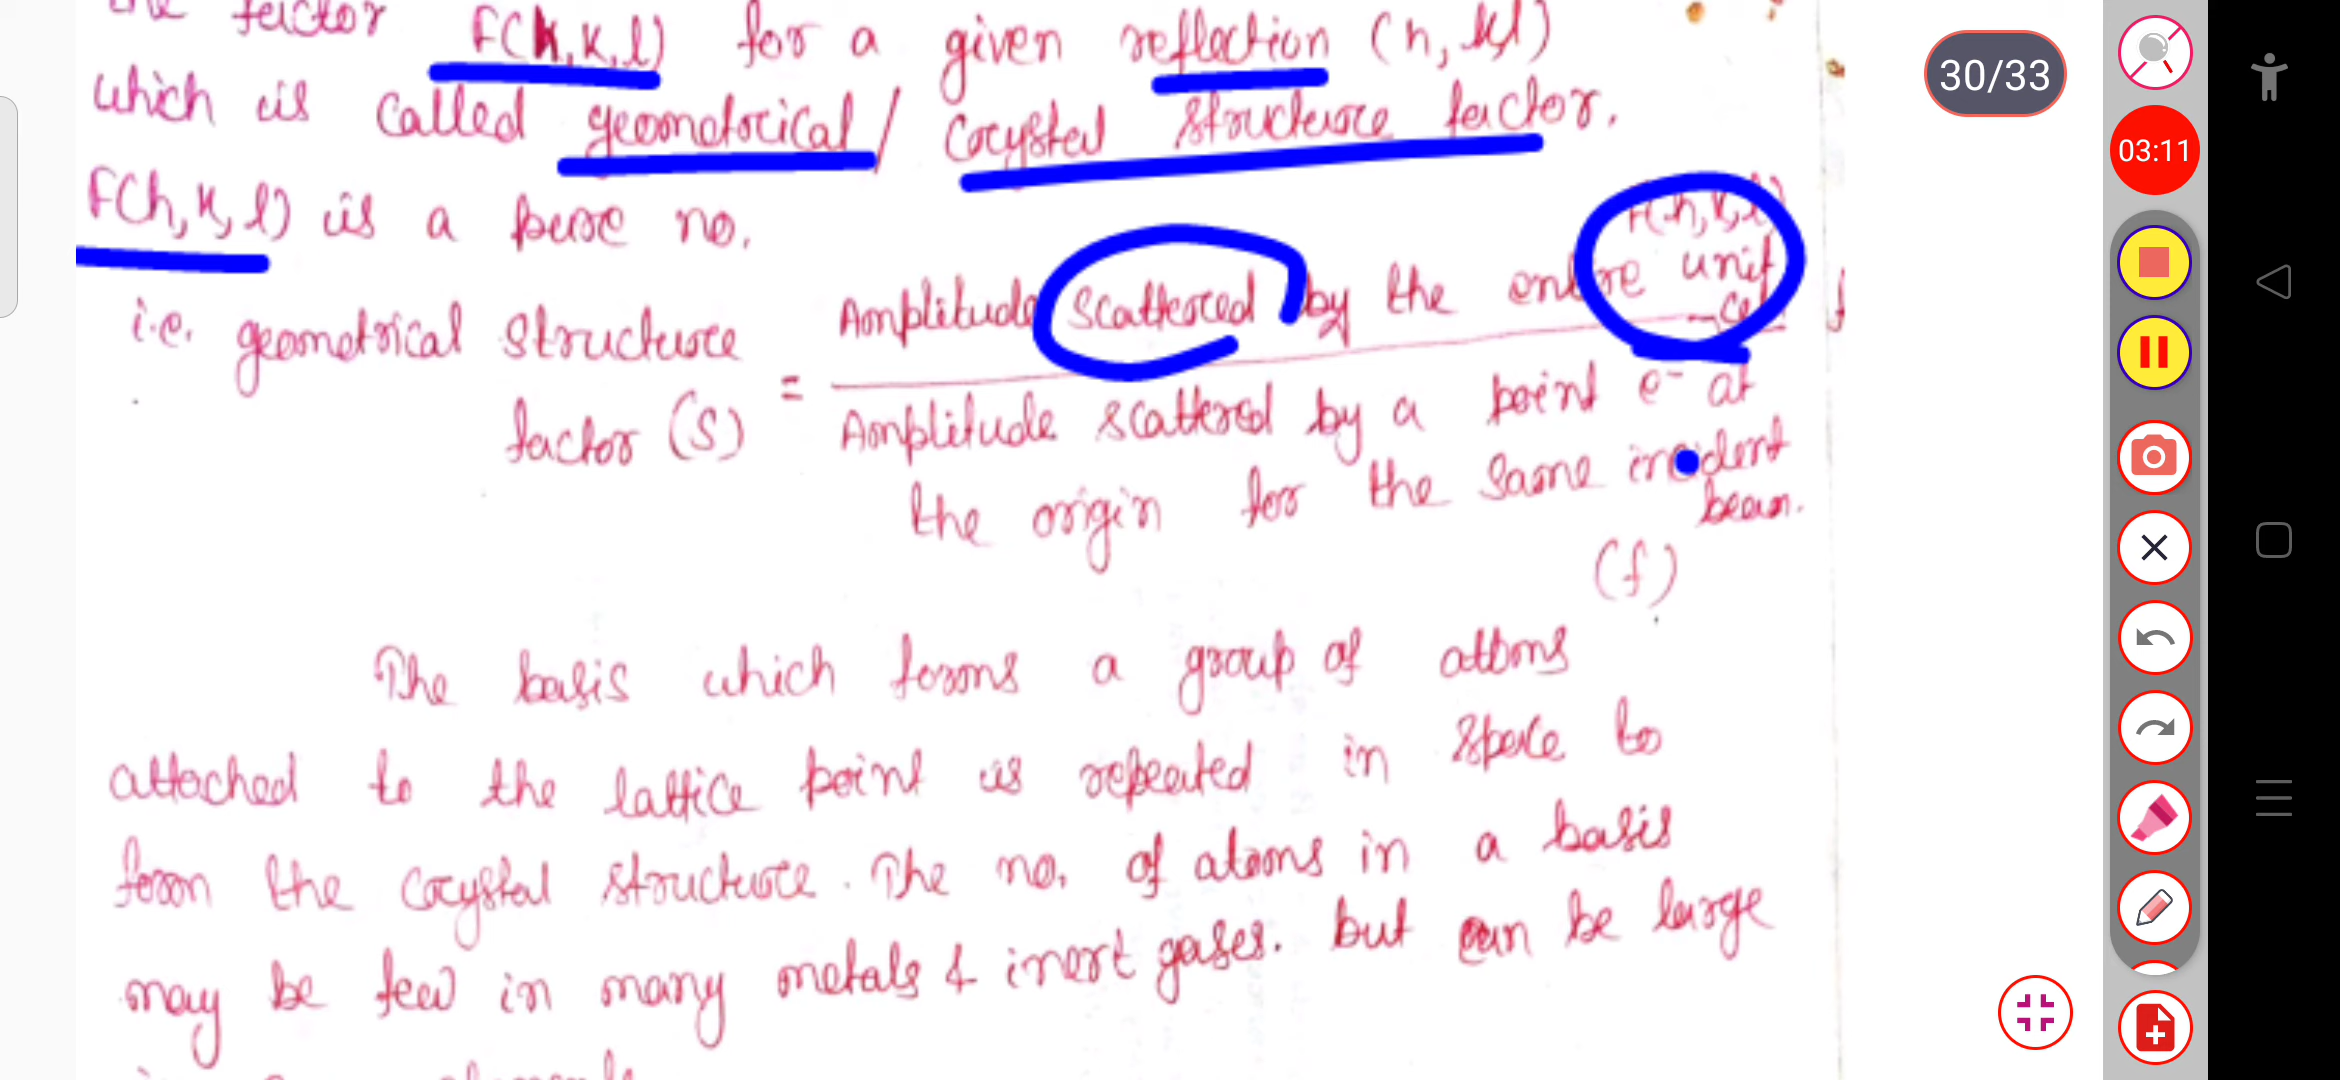 the factor F(h,k,l) for a given reflection (h, kl)
which is called geometrical / Crystal Structure factor.
F(h,k,l) is a pure no.
F(h,k,l)
i.e. geometrical structure factor (S) = Amplitude Scattered by the entire unit cell
Amplitude scattered by a point e⁻ at
the origin for the same incident
beam.
(f)
The basis which forms a group of atoms
attached to the lattice point is repeated in space to
form the crystal structure. The no. of atoms in a basis
may be few in many metals & inert gases. but can be large
30/33
03:11